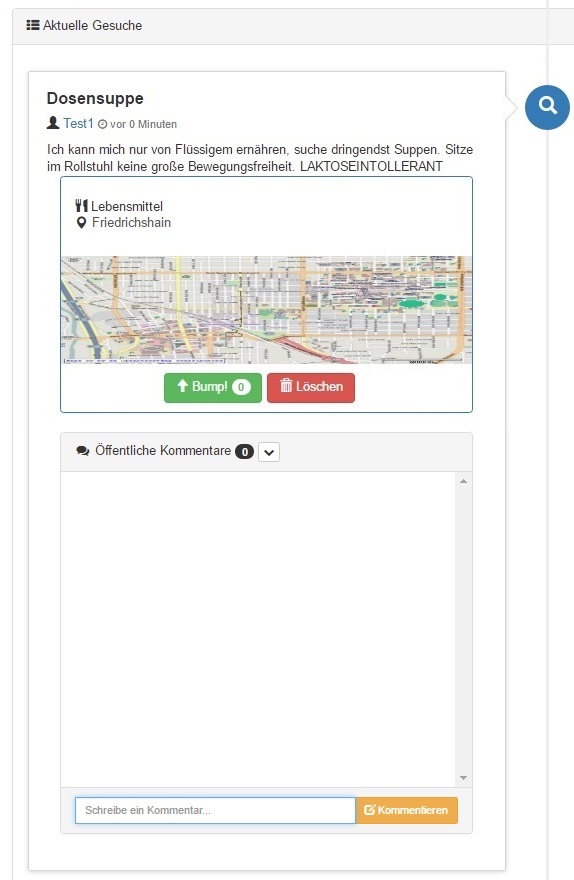 Aktuelle Gesuche
Dosensuppe
Test1 vor 0 Minuten
Ich kann mich nur von Flüssigem ernähren, suche dringendst Suppen. Sitze
im Rollstuhl keine große Bewegungsfreiheit. LAKTOSEINTOLLERANT
Lebensmittel
Friedrichshain
Bump! 0 Löschen
Öffentliche Kommentare 0
Schreibe ein Kommentar... Kommentieren